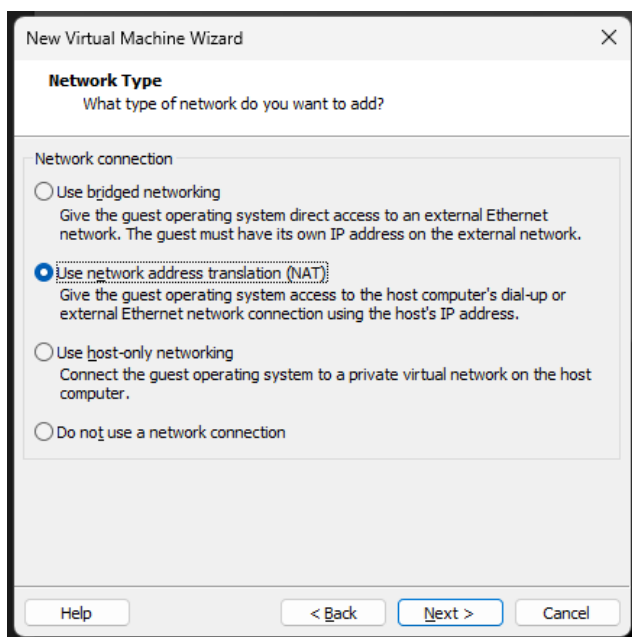 New Virtual Machine Wizard
Network Type
What type of network do you want to add?
Network connection
Use bridged networking
Give the guest operating system direct access to an external Ethernet
network. The guest must have its own IP address on the external network.
Use network address translation (NAT)
Give the guest operating system access to the host computer's dial-up or
external Ethernet network connection using the host's IP address.
Use host-only networking
Connect the guest operating system to a private virtual network on the host
computer.
Do not use a network connection
Help
< Back
Next >
Cancel